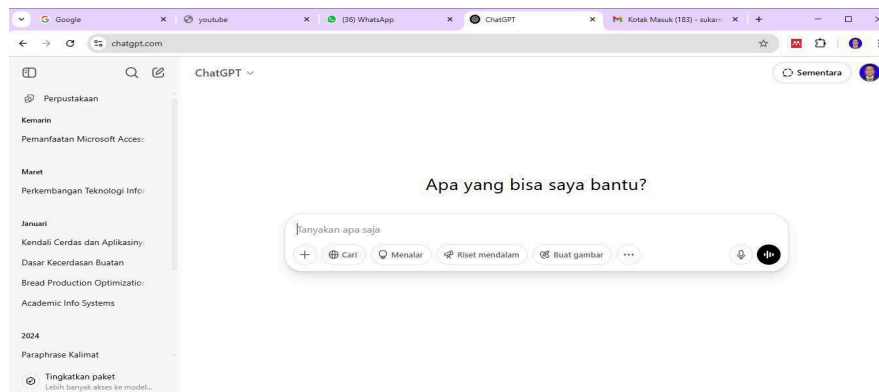 Google youtube (36) WhatsApp ChatGPT Kotak Masuk (183) - sukarn
chatgpt.com
ChatGPT
Sementara
Perpustakaan
Kemarin
Pemanfaatan Microsoft Access
Maret
Perkembangan Teknologi Infor
Januari
Kendali Cerdas dan Aplikasiny
Dasar Kecerdasan Buatan
Bread Production Optimization
Academic Info Systems
2024
Paraphrase Kalimat
Tingkatkan paket
Lebih banyak akses ke model...
Apa yang bisa saya bantu?
Tanyakan apa saja
Cari Menalar Riset mendalam Buat gambar